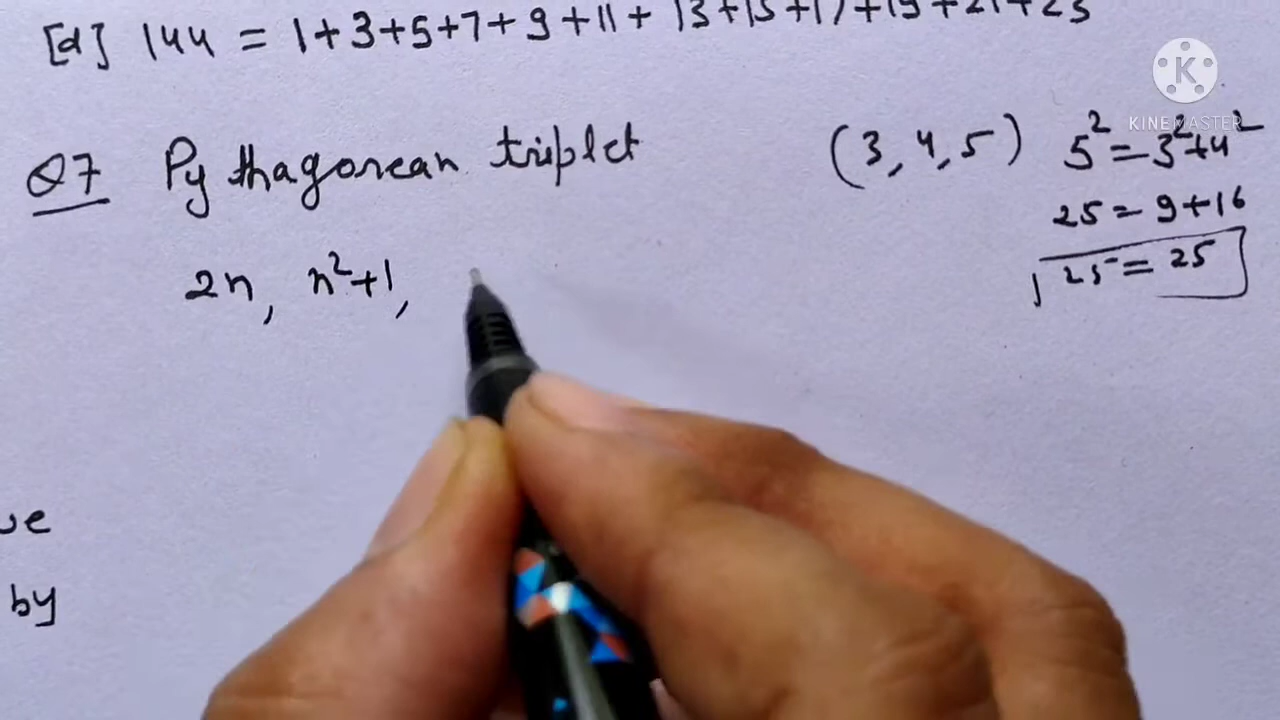 [d] 144 = 1+3+5+7+9+11+ 13+15+17+19+21+23
KINEMASTER
Q7 Pythagorean triplet (3, 4, 5) 5² = 3²+4²
25 = 9+16
2n, n²+1, 25 = 25
by